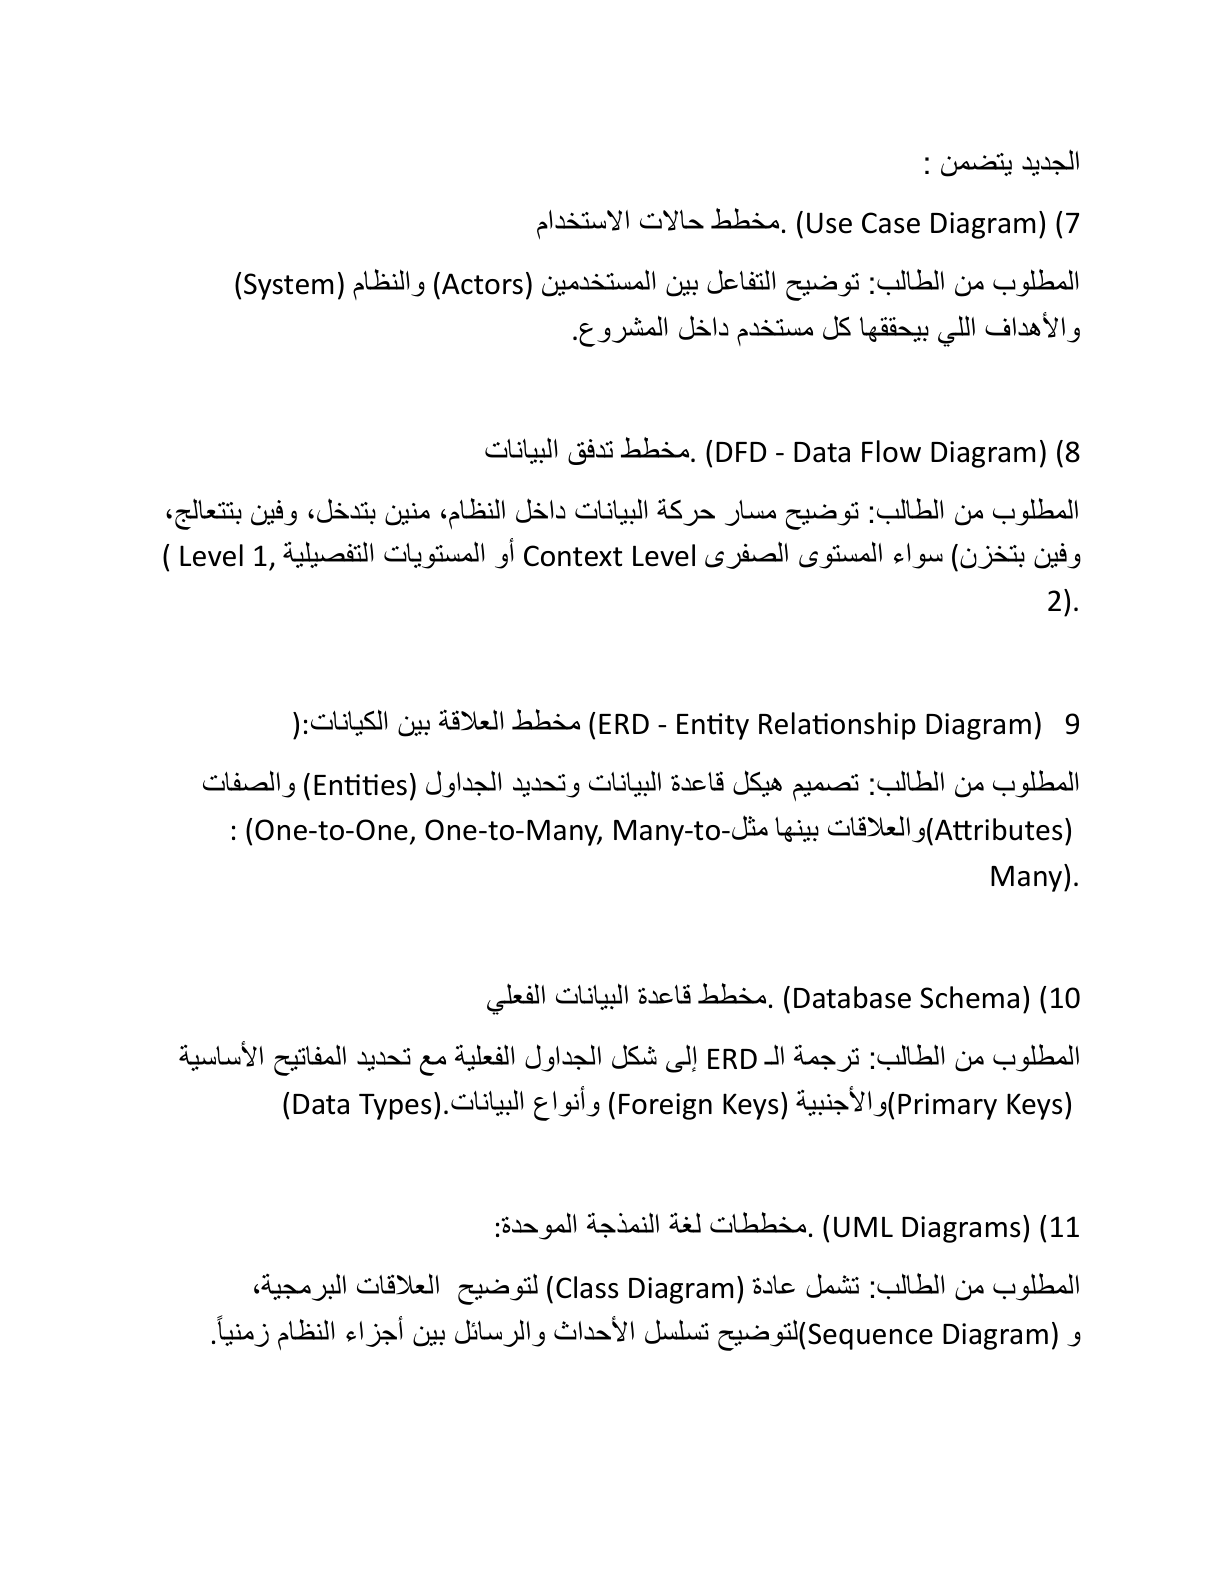 الجديد يتضمن :
7) (Use Case Diagram) .مخطط حالات الاستخدام
المطلوب من الطالب: توضيح التفاعل بين المستخدمين (Actors) والنظام (System)
والأهداف اللي بيحققها كل مستخدم داخل المشروع.
8) (DFD - Data Flow Diagram) .مخطط تدفق البيانات
المطلوب من الطالب: توضيح مسار حركة البيانات داخل النظام، منين بتدخل، وفين بتتعالج،
وفين بتخزن) سواء المستوى الصفرى Context Level أو المستويات التفصيلية ( Level 1,
2).
9 (ERD - Entity Relationship Diagram) مخطط العلاقة بين الكيانات:(
المطلوب من الطالب: تصميم هيكل قاعدة البيانات وتحديد الجداول (Entities) والصفات
(Attributes)والعلاقات بينها مثل : (One-to-One, One-to-Many, Many-to-
Many).
10) (Database Schema) .مخطط قاعدة البيانات الفعلي
المطلوب من الطالب: ترجمة الـ ERD إلى شكل الجداول الفعلية مع تحديد المفاتيح الأساسية
(Primary Keys)والأجنبية (Foreign Keys) وأنواع البيانات.(Data Types)
11) (UML Diagrams) .مخططات لغة النمذجة الموحدة:
المطلوب من الطالب: تشمل عادة (Class Diagram) لتوضيح العلاقات البرمجية،
و (Sequence Diagram)لتوضيح تسلسل الأحداث والرسائل بين أجزاء النظام زمنياً.